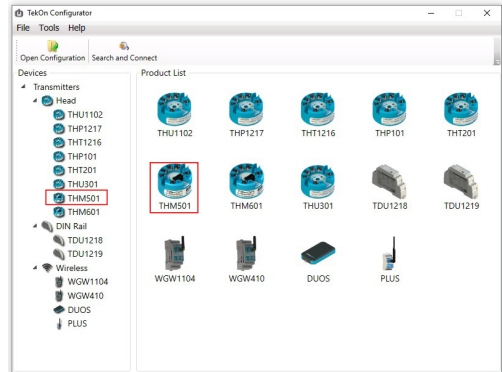 TekOn Configurator
File Tools Help
Open Configuration Search and Connect
Devices
Transmitters
Head
THU1102
THP1217
THT1216
THP101
THT201
THU301
THM501
THM601
DIN Rail
TDU1218
TDU1219
Wireless
WGW1104
WGW410
DUOS
PLUS
Product List
THU1102 THP1217 THT1216 THP101 THT201
THM501 THM601 THU301 TDU1218 TDU1219
WGW1104 WGW410 DUOS PLUS